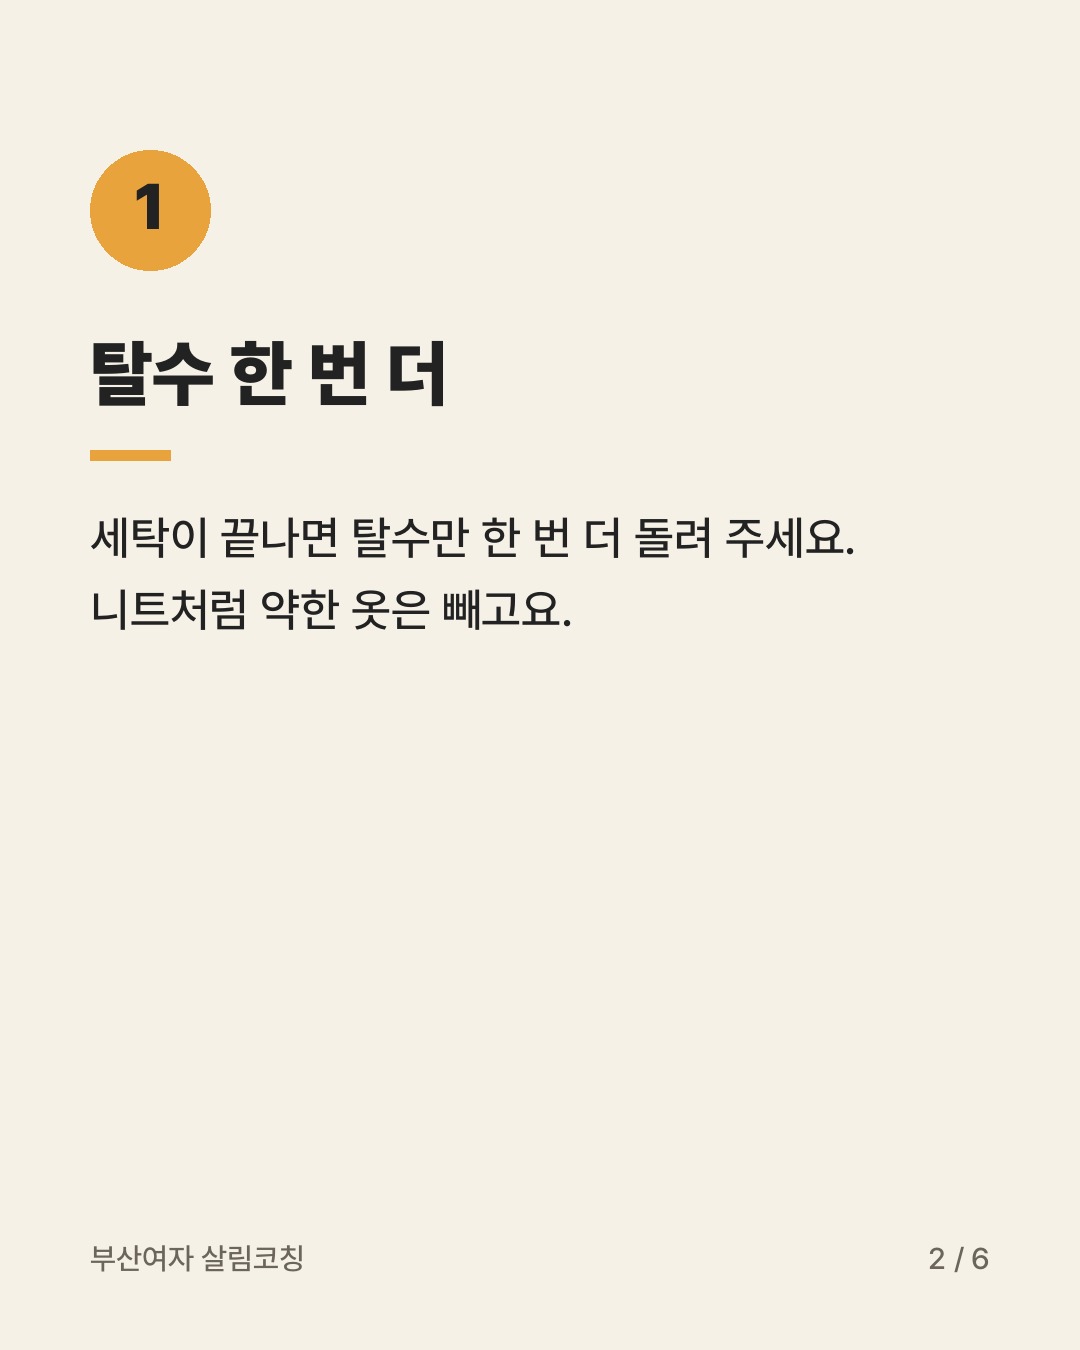 1
탈수 한 번 더
세탁이 끝나면 탈수만 한 번 더 돌려 주세요.
니트처럼 약한 옷은 빼고요.
부산여자 살림코칭
2 / 6